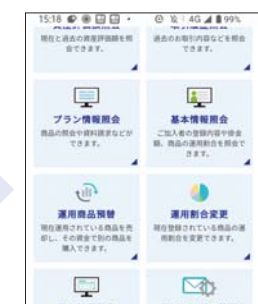 15:18
4G 99%
現在と過去の資産評価額を照
会できます。
過去のお取引内容などを照会
できます。
プラン情報照会
商品の照会や資料請求などが
できます。
基本情報照会
ご加入者の登録内容や掛金
額、商品の運用割合を照会で
きます。
運用商品預替
現在運用されている商品を売
却し、その資金で別の商品を
購入できます。
運用割合変更
現在登録されている商品の運
用割合を変更できます。